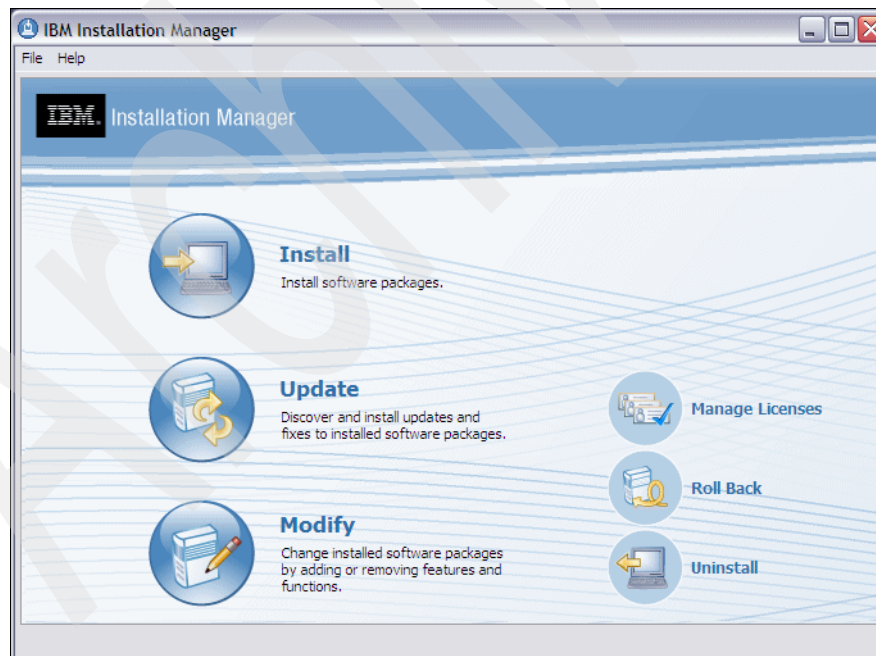 IBM Installation Manager
File Help
IBM. Installation Manager
Install
Install software packages.
Update
Discover and install updates and
fixes to installed software packages.
Modify
Change installed software packages
by adding or removing features and
functions.
Manage Licenses
Roll Back
Uninstall